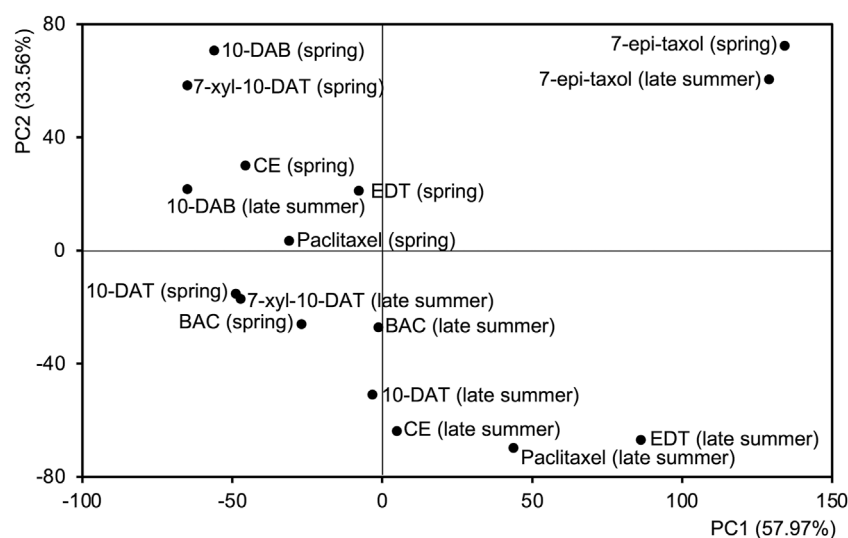 PC2 (33.56%)
80
40
0
-40
-80
10-DAB (spring)
7-epi-taxol (spring)
7-xyl-10-DAT (spring)
7-epi-taxol (late summer)
CE (spring)
EDT (spring)
10-DAB (late summer)
Paclitaxel (spring)
10-DAT (spring)
7-xyl-10-DAT (late summer)
BAC (spring)
BAC (late summer)
10-DAT (late summer)
CE (late summer)
EDT (late summer)
Paclitaxel (late summer)
-100
-50
0
50
100
150
PC1 (57.97%)